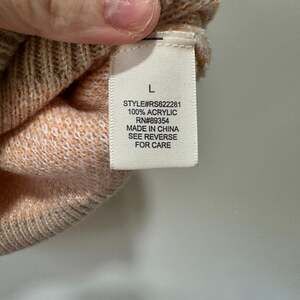 L
STYLE#RS622281
100% ACRYLIC
RN#89354
MADE IN CHINA
SEE REVERSE
FOR CARE